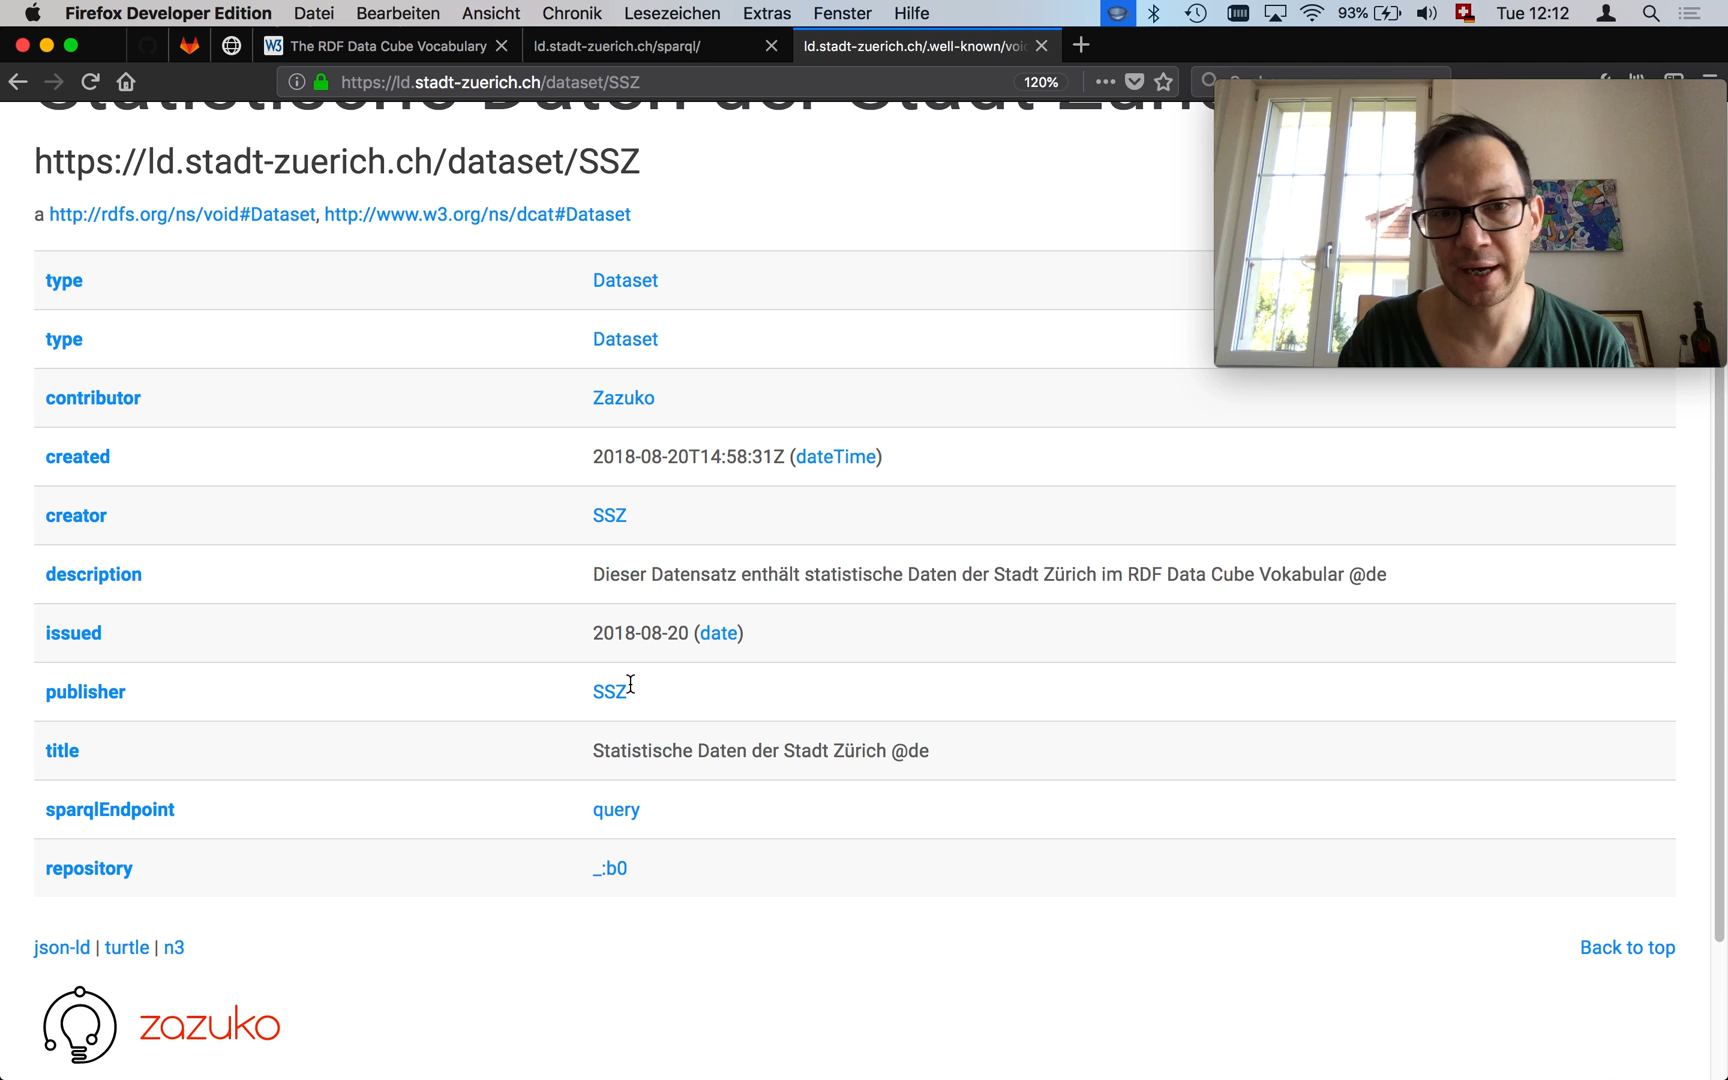 Firefox Developer Edition Datei Bearbeiten Ansicht Chronik Lesezeichen Extras Fenster Hilfe 93% Tue 12:12
W3 The RDF Data Cube Vocabulary ld.stadt-zuerich.ch/sparql/ ld.stadt-zuerich.ch/.well-known/voi
https://ld.stadt-zuerich.ch/dataset/SSZ 120%
Statistische Daten der Stadt Züri
https://ld.stadt-zuerich.ch/dataset/SSZ
a http://rdfs.org/ns/void#Dataset, http://www.w3.org/ns/dcat#Dataset
type Dataset
type Dataset
contributor Zazuko
created 2018-08-20T14:58:31Z (dateTime)
creator SSZ
description Dieser Datensatz enthält statistische Daten der Stadt Zürich im RDF Data Cube Vokabular @de
issued 2018-08-20 (date)
publisher SSZ
title Statistische Daten der Stadt Zürich @de
sparqlEndpoint query
repository _:b0
json-ld | turtle | n3 Back to top
zazuko